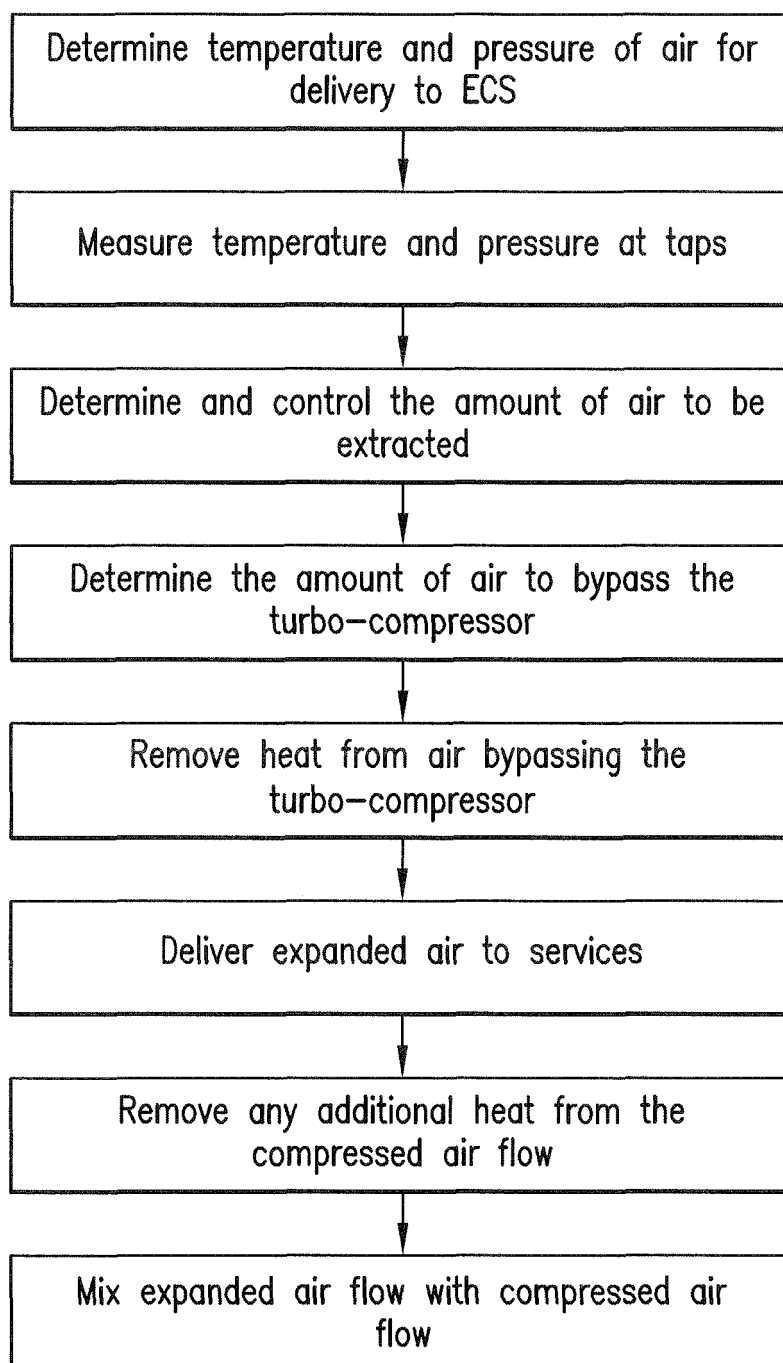 Determine temperature and pressure of air for
delivery to ECS
Measure temperature and pressure at taps
Determine and control the amount of air to be
extracted
Determine the amount of air to bypass the
turbo-compressor
Remove heat from air bypassing the
turbo-compressor
Deliver expanded air to services
Remove any additional heat from the
compressed air flow
Mix expanded air flow with compressed air
flow